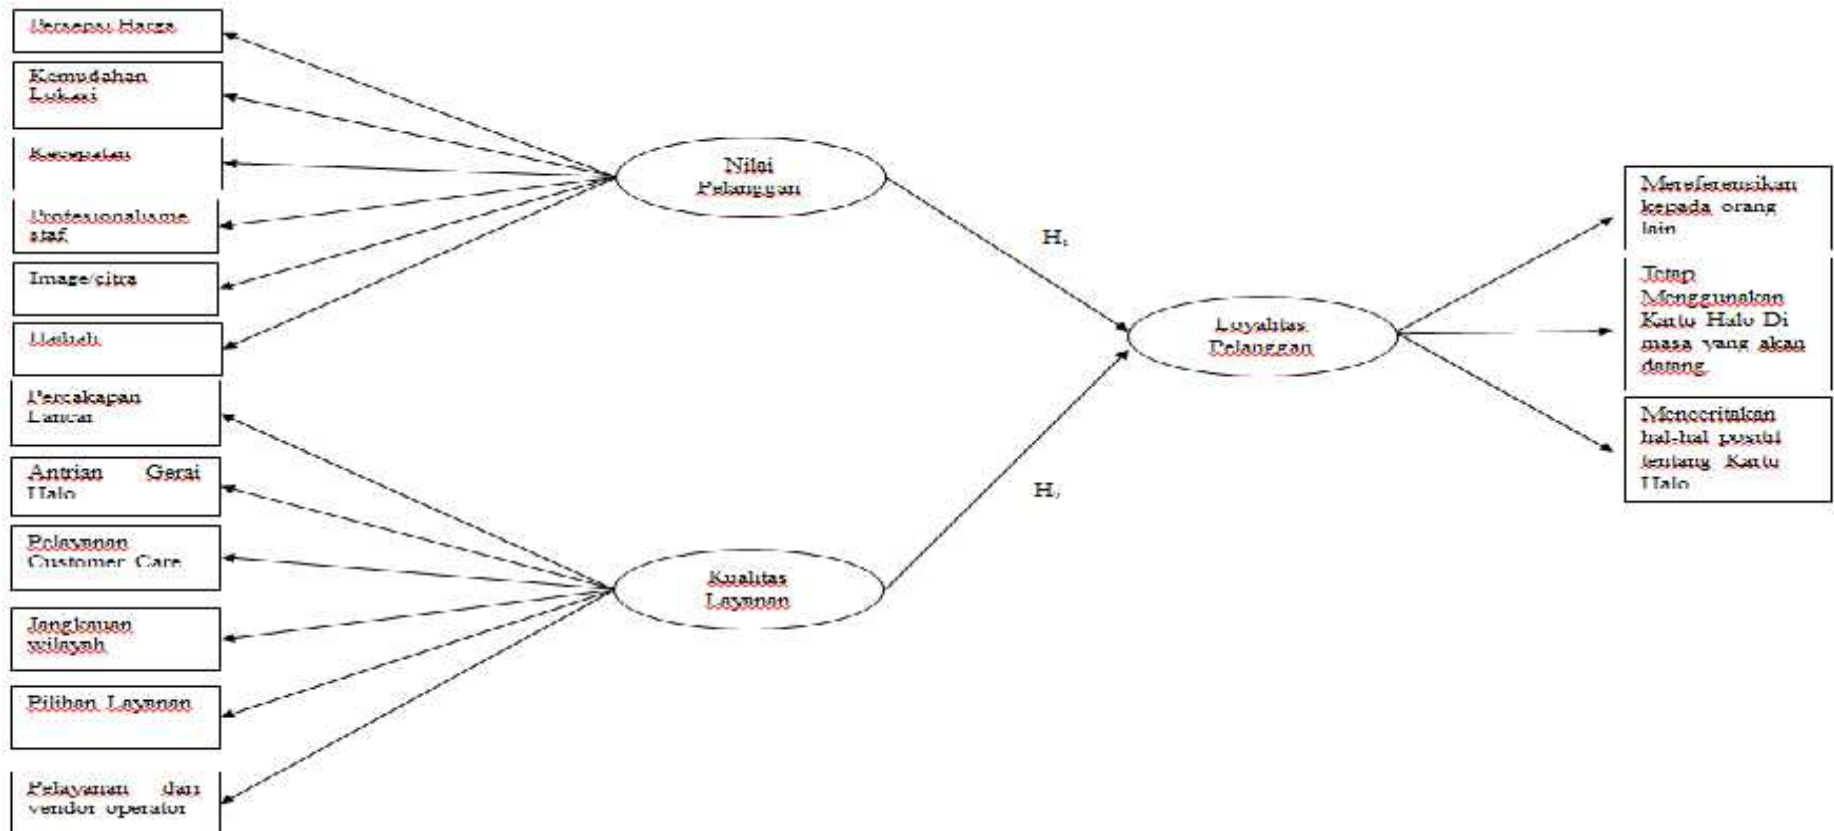 Persepsi Harga
Kemudahan
Lokasi
Kecepatan
Profesionalisme
staf
Image/citra
Hadiah
Percakapan
Lancar
Antrian Gerai
Halo
Pelayanan
Customer Care
Jangkauan
wilayah
Pilihan Layanan
Pelayanan dari
vendor operator
Nilai
Pelanggan
Kualitas
Layanan
H₁
H₂
Loyalitas
Pelanggan
Mereferensikan
kepada orang
lain
Tetap
Menggunakan
Kartu Halo Di
masa yang akan
datang
Menceritakan
hal-hal positif
tentang Kartu
Halo